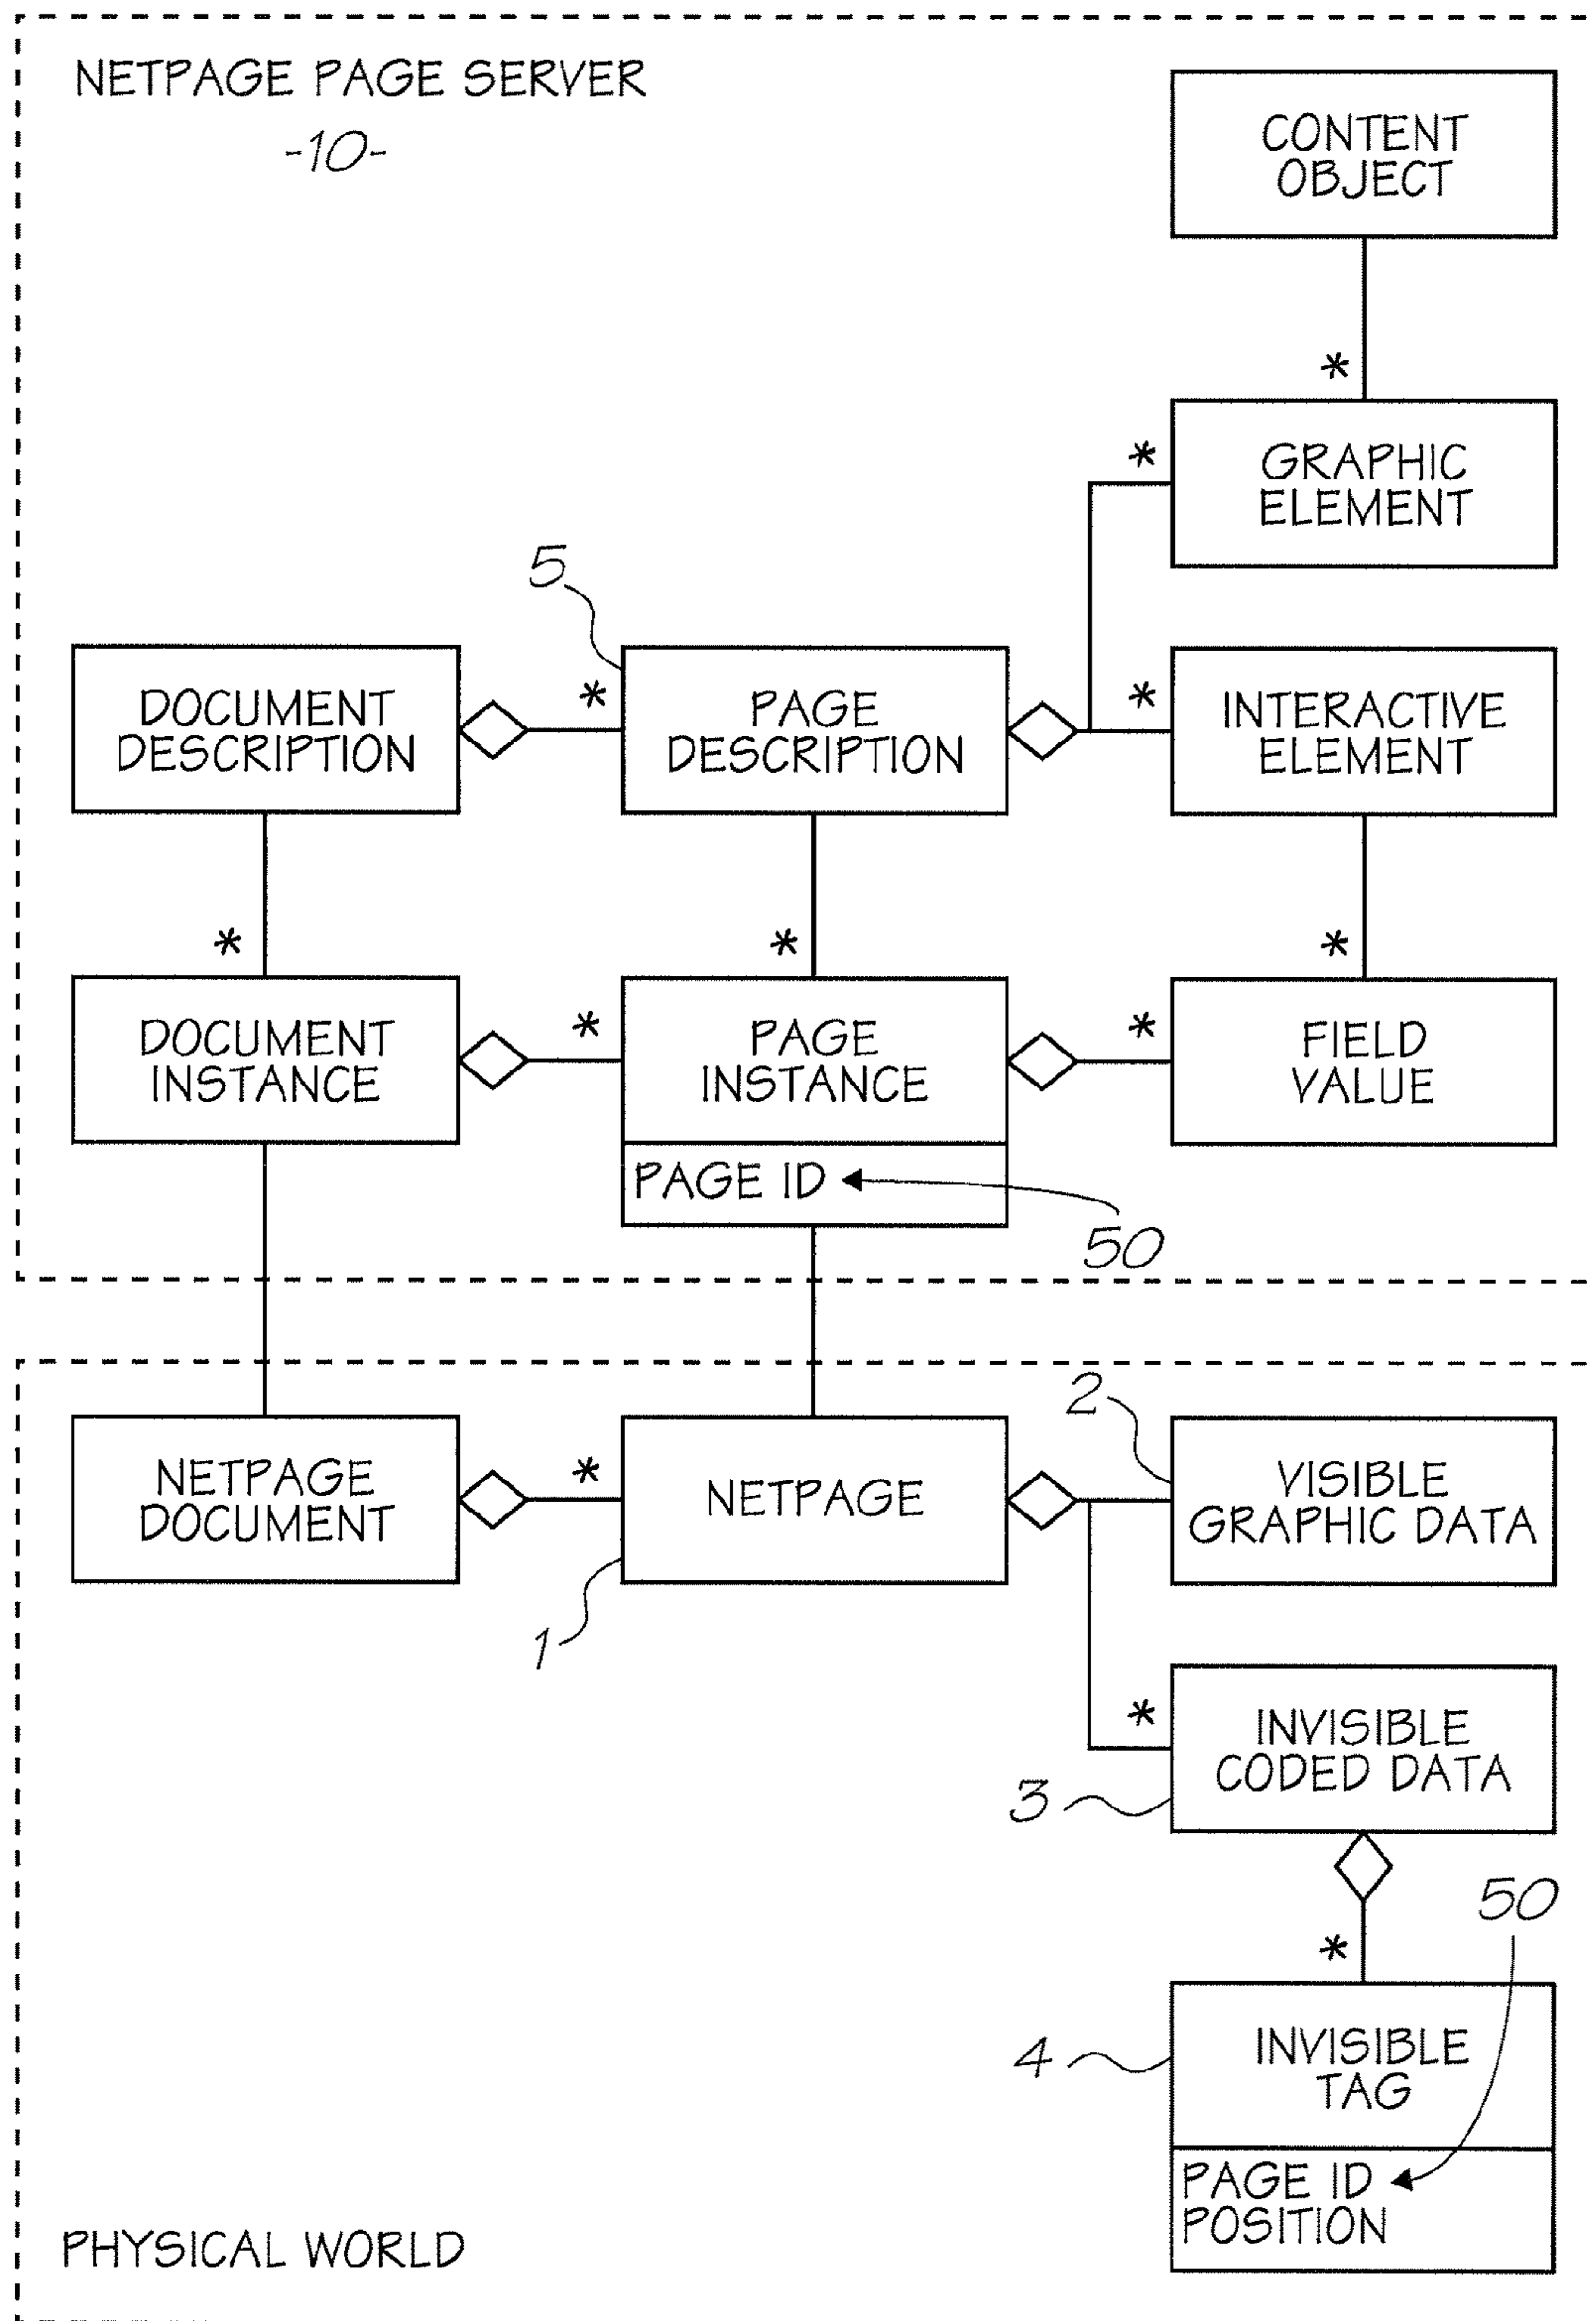 NETPAGE PAGE SERVER
-10-
CONTENT
OBJECT
*
*
GRAPHIC
ELEMENT
5
DOCUMENT
DESCRIPTION
*
PAGE
DESCRIPTION
*
INTERACTIVE
ELEMENT
*
*
*
DOCUMENT
INSTANCE
*
PAGE
INSTANCE
PAGE ID
50
*
FIELD
VALUE
NETPAGE
DOCUMENT
*
NETPAGE
1
2
VISIBLE
GRAPHIC DATA
*
INVISIBLE
CODED DATA
3
50
*
4
INVISIBLE
TAG
PAGE ID
POSITION
PHYSICAL WORLD